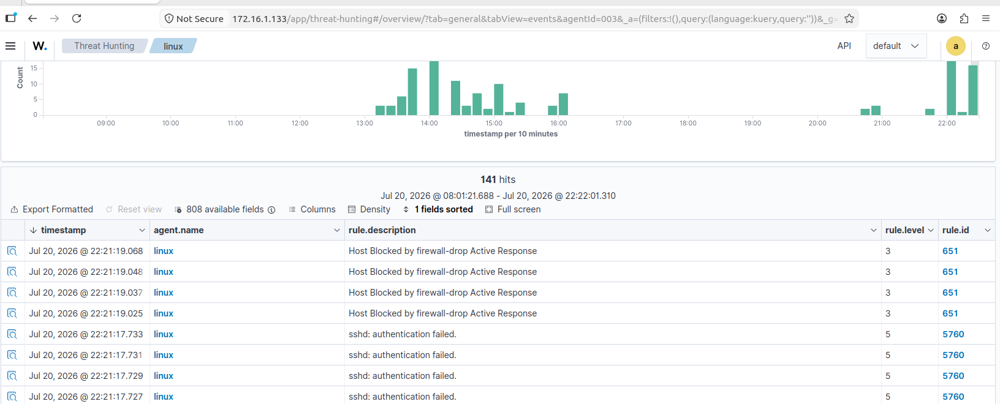 Not Secure 172.16.1.133/app/threat-hunting#/overview/?tab=general&tabView=events&agentId=003&_a=(filters:!(),query:(language:kuery,query:''))&_g=
W. Threat Hunting linux API default a
Count
15
10
5
0
09:00 10:00 11:00 12:00 13:00 14:00 15:00 16:00 17:00 18:00 19:00 20:00 21:00 22:00
timestamp per 10 minutes
141 hits
Jul 20, 2026 @ 08:01:21.688 - Jul 20, 2026 @ 22:22:01.310
Export Formatted Reset view 808 available fields Columns Density 1 fields sorted Full screen
timestamp agent.name rule.description rule.level rule.id
Jul 20, 2026 @ 22:21:19.068 linux Host Blocked by firewall-drop Active Response 3 651
Jul 20, 2026 @ 22:21:19.048 linux Host Blocked by firewall-drop Active Response 3 651
Jul 20, 2026 @ 22:21:19.037 linux Host Blocked by firewall-drop Active Response 3 651
Jul 20, 2026 @ 22:21:19.025 linux Host Blocked by firewall-drop Active Response 3 651
Jul 20, 2026 @ 22:21:17.733 linux sshd: authentication failed. 5 5760
Jul 20, 2026 @ 22:21:17.731 linux sshd: authentication failed. 5 5760
Jul 20, 2026 @ 22:21:17.729 linux sshd: authentication failed. 5 5760
Jul 20, 2026 @ 22:21:17.727 linux sshd: authentication failed. 5 5760